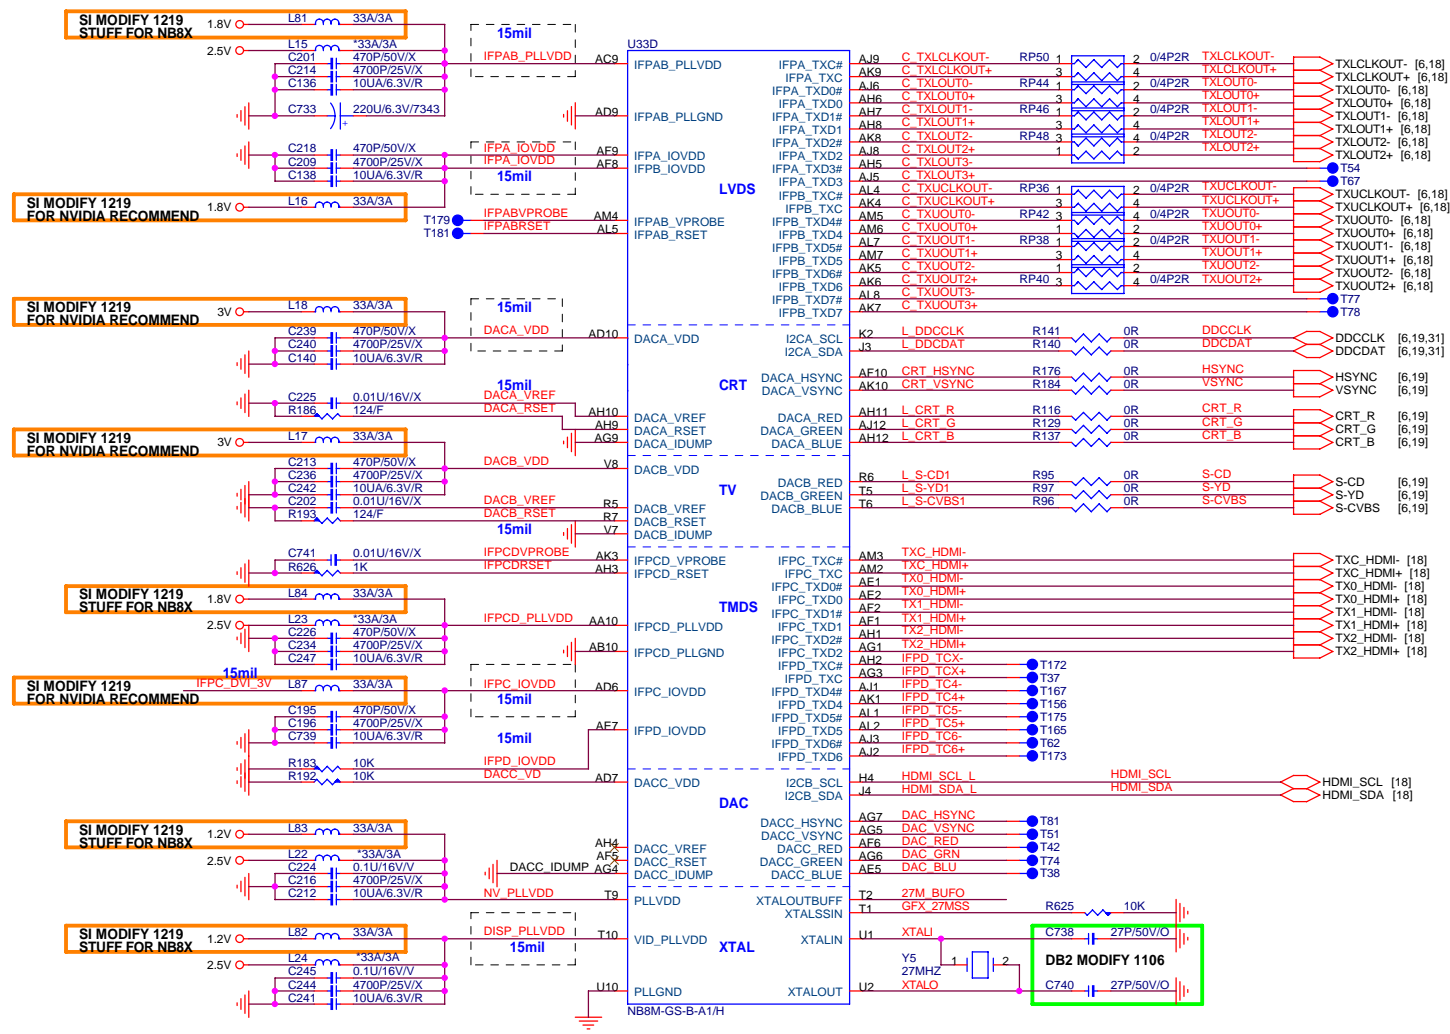 SI MODIFY 1219
STUFF FOR NB8X
1.8V
L81 33A/3A
2.5V
L15 *33A/3A
C201 470P/50V/X
C214 4700P/25V/X
C136 10UA/6.3V/R
C733 220U/6.3V/7343
+
15mil
IFPAB_PLLVDD
C218 470P/50V/X
C209 4700P/25V/X
C138 10UA/6.3V/R
IFPA_IOVDD
IFPA_IOVDD
15mil
SI MODIFY 1219
FOR NVIDIA RECOMMEND
1.8V
L16 33A/3A
T179 IFPABVPROBE
T181 IFPABRSET
SI MODIFY 1219
FOR NVIDIA RECOMMEND
3V
L18 33A/3A
C239 470P/50V/X
C240 4700P/25V/X
C140 10UA/6.3V/R
15mil
DACA_VDD
15mil
C225 0.01U/16V/X DACA_VREF
R186 124/F DACA_RSET
SI MODIFY 1219
FOR NVIDIA RECOMMEND
3V
L17 33A/3A
C213 470P/50V/X
C236 4700P/25V/X
C242 10UA/6.3V/R
C202 0.01U/16V/X
R193 124/F
DACB_VDD
DACB_VREF
DACB_RSET
15mil
C741 0.01U/16V/X IFPCDVPROBE
R626 1K IFPCDRSET
SI MODIFY 1219
STUFF FOR NB8X
1.8V
L84 33A/3A
2.5V
L23 *33A/3A
C226 470P/50V/X
C234 4700P/25V/X
C247 10UA/6.3V/R
IFPCD_PLLVDD
15mil
IFPC_DVI_3V
SI MODIFY 1219
FOR NVIDIA RECOMMEND
L87 33A/3A
IFPC_IOVDD
15mil
C195 470P/50V/X
C196 4700P/25V/X
C739 10UA/6.3V/R
15mil
R183 10K IFPD_IOVDD
R192 10K DACC_VD
SI MODIFY 1219
STUFF FOR NB8X
1.2V
L83 33A/3A
2.5V
L22 *33A/3A
C224 0.1U/16V/V
C216 4700P/25V/X
C212 10UA/6.3V/R
DACC_IDUMP
NV_PLLVDD
SI MODIFY 1219
STUFF FOR NB8X
1.2V
L82 33A/3A
2.5V
L24 *33A/3A
C245 0.1U/16V/V
C244 4700P/25V/X
C241 10UA/6.3V/R
DISP_PLLVDD
15mil
U33D
AC9 IFPAB_PLLVDD
AD9 IFPAB_PLLGND
AF9 IFPA_IOVDD
AF8 IFPB_IOVDD
AM4 IFPAB_VPROBE
AL5 IFPAB_RSET
AD10 DACA_VDD
AH10 DACA_VREF
AH9 DACA_RSET
AG9 DACA_IDUMP
V8 DACB_VDD
R5 DACB_VREF
R7 DACB_RSET
V7 DACB_IDUMP
AK3 IFPCD_VPROBE
AH3 IFPCD_RSET
AA10 IFPCD_PLLVDD
AB10 IFPCD_PLLGND
AD6 IFPC_IOVDD
AE7 IFPD_IOVDD
AD7 DACC_VDD
AH4 DACC_VREF
AF5 DACC_RSET
AG4 DACC_IDUMP
T9 PLLVDD
T10 VID_PLLVDD
U10 PLLGND
LVDS
CRT
TV
TMDS
DAC
XTAL
NB8M-GS-B-A1/H
IFPA_TXC# AJ9 C_TXLCLKOUT- RP50 1 2 0/4P2R TXLCLKOUT- TXLCLKOUT- [6,18]
IFPA_TXC AK9 C_TXLCLKOUT+ 3 4 TXLCLKOUT+ TXLCLKOUT+ [6,18]
IFPA_TXD0# AJ6 C_TXLOUT0- RP44 1 2 0/4P2R TXLOUT0- TXLOUT0- [6,18]
IFPA_TXD0 AH6 C_TXLOUT0+ 3 4 TXLOUT0+ TXLOUT0+ [6,18]
IFPA_TXD1# AH7 C_TXLOUT1- RP46 1 2 0/4P2R TXLOUT1- TXLOUT1- [6,18]
IFPA_TXD1 AH8 C_TXLOUT1+ 3 4 TXLOUT1+ TXLOUT1+ [6,18]
IFPA_TXD2# AK8 C_TXLOUT2- RP48 3 4 0/4P2R TXLOUT2- TXLOUT2- [6,18]
IFPA_TXD2 AJ8 C_TXLOUT2+ 1 2 TXLOUT2+ TXLOUT2+ [6,18]
IFPA_TXD3# AH5 C_TXLOUT3- T54
IFPA_TXD3 AJ5 C_TXLOUT3+ T67
IFPB_TXC# AL4 C_TXUCLKOUT- RP36 1 2 0/4P2R TXUCLKOUT- TXUCLKOUT- [6,18]
IFPB_TXC AK4 C_TXUCLKOUT+ 3 4 TXUCLKOUT+ TXUCLKOUT+ [6,18]
IFPB_TXD4# AM5 C_TXUOUT0- RP42 3 4 0/4P2R TXUOUT0- TXUOUT0- [6,18]
IFPB_TXD4 AM6 C_TXUOUT0+ 1 2 TXUOUT0+ TXUOUT0+ [6,18]
IFPB_TXD5# AL7 C_TXUOUT1- RP38 1 2 0/4P2R TXUOUT1- TXUOUT1- [6,18]
IFPB_TXD5 AM7 C_TXUOUT1+ 3 4 TXUOUT1+ TXUOUT1+ [6,18]
IFPB_TXD6# AK5 C_TXUOUT2- 1 2 TXUOUT2- TXUOUT2- [6,18]
IFPB_TXD6 AK6 C_TXUOUT2+ RP40 3 4 0/4P2R TXUOUT2+ TXUOUT2+ [6,18]
IFPB_TXD7# AL8 C_TXUOUT3- T77
IFPB_TXD7 AK7 C_TXUOUT3+ T78
I2CA_SCL K2 L_DDCCLK R141 0R DDCCLK DDCCLK [6,19,31]
I2CA_SDA J3 L_DDCDAT R140 0R DDCDAT DDCDAT [6,19,31]
DACA_HSYNC AF10 CRT_HSYNC R176 0R HSYNC HSYNC [6,19]
DACA_VSYNC AK10 CRT_VSYNC R184 0R VSYNC VSYNC [6,19]
DACA_RED AH11 L_CRT_R R116 0R CRT_R CRT_R [6,19]
DACA_GREEN AJ12 L_CRT_G R129 0R CRT_G CRT_G [6,19]
DACA_BLUE AH12 L_CRT_B R137 0R CRT_B CRT_B [6,19]
DACB_RED R6 L_S-CD1 R95 0R S-CD S-CD [6,19]
DACB_GREEN T5 L_S-YD1 R97 0R S-YD S-YD [6,19]
DACB_BLUE T6 L_S-CVBS1 R96 0R S-CVBS S-CVBS [6,19]
IFPC_TXC# AM3 TXC_HDMI- TXC_HDMI- [18]
IFPC_TXC AM2 TXC_HDMI+ TXC_HDMI+ [18]
IFPC_TXD0# AE1 TX0_HDMI- TX0_HDMI- [18]
IFPC_TXD0 AE2 TX0_HDMI+ TX0_HDMI+ [18]
IFPC_TXD1# AF2 TX1_HDMI- TX1_HDMI- [18]
IFPC_TXD1 AF1 TX1_HDMI+ TX1_HDMI+ [18]
IFPC_TXD2# AH1 TX2_HDMI- TX2_HDMI- [18]
IFPC_TXD2 AG1 TX2_HDMI+ TX2_HDMI+ [18]
IFPD_TXC# AH2 IFPD_TCX- T172
IFPD_TXC AG3 IFPD_TCX+ T37
IFPD_TXD4# AJ1 IFPD_TC4- T167
IFPD_TXD4 AK1 IFPD_TC4+ T156
IFPD_TXD5# AL1 IFPD_TC5- T175
IFPD_TXD5 AL2 IFPD_TC5+ T165
IFPD_TXD6# AJ3 IFPD_TC6- T62
IFPD_TXD6 AJ2 IFPD_TC6+ T173
I2CB_SCL H4 HDMI_SCL_L HDMI_SCL HDMI_SCL [18]
I2CB_SDA J4 HDMI_SDA_L HDMI_SDA HDMI_SDA [18]
DACC_HSYNC AG7 DAC_HSYNC T81
DACC_VSYNC AG5 DAC_VSYNC T51
DACC_RED AF6 DAC_RED T42
DACC_GREEN AG6 DAC_GRN T74
DACC_BLUE AE5 DAC_BLU T38
XTALOUTBUFF T2 27M_BUFO
XTALSSIN T1 GFX_27MSS R625 10K
XTALIN U1 XTALI C738 27P/50V/O
Y5
27MHZ
1 2
DB2 MODIFY 1106
XTALOUT U2 XTALO C740 27P/50V/O